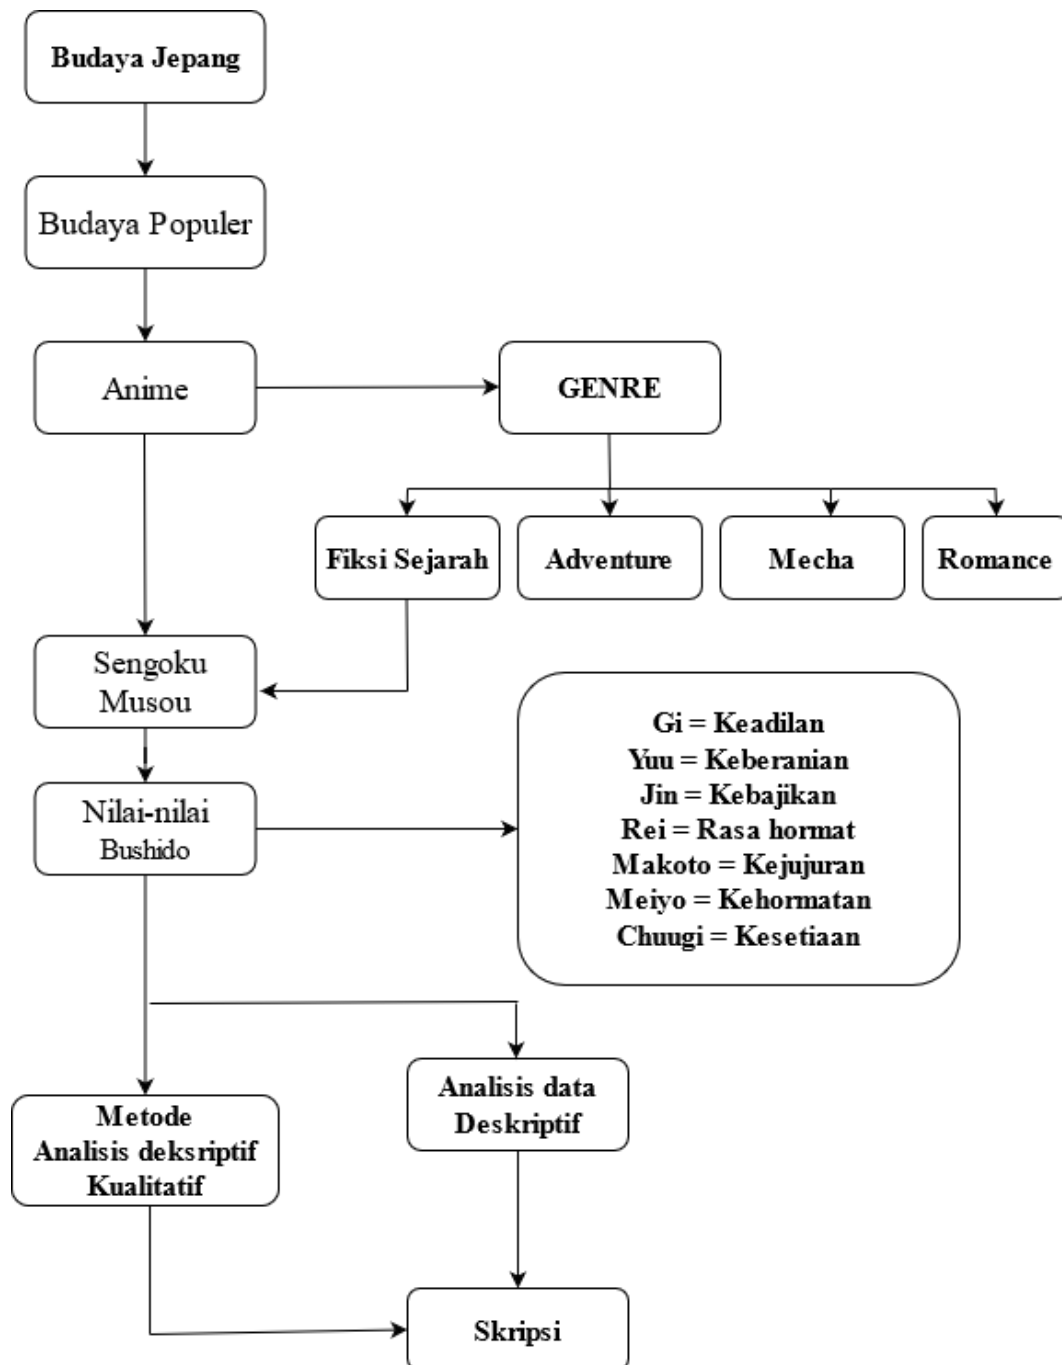 Budaya Jepang
Budaya Populer
Anime
GENRE
Fiksi Sejarah
Adventure
Mecha
Romance
Sengoku
Musou
Gi = Keadilan
Yuu = Keberanian
Jin = Kebajikan
Rei = Rasa hormat
Makoto = Kejujuran
Meiyo = Kehormatan
Chuugi = Kesetiaan
Nilai-nilai
Bushido
Analisis data
Deskriptif
Metode
Analisis deksriptif
Kualitatif
Skripsi